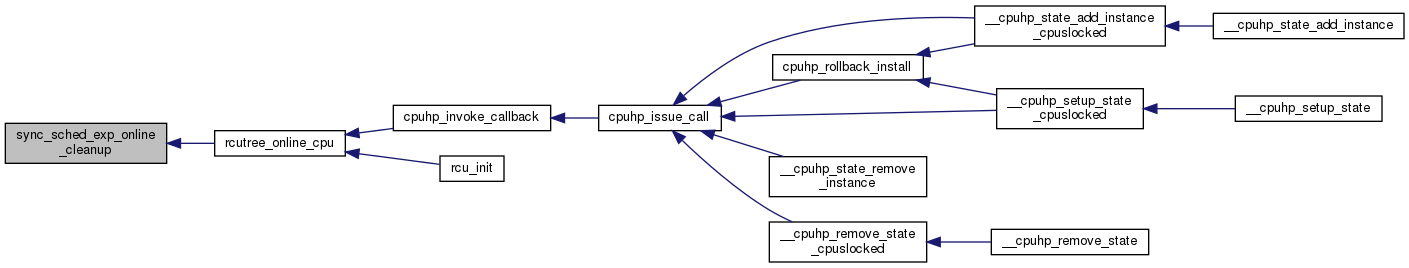 sync_sched_exp_online
_cleanup
rcutree_online_cpu
cpuhp_invoke_callback
rcu_init
cpuhp_issue_call
__cpuhp_state_add_instance
_cpuslocked
cpuhp_rollback_install
__cpuhp_setup_state
_cpuslocked
__cpuhp_state_remove
_instance
__cpuhp_remove_state
_cpuslocked
__cpuhp_state_add_instance
__cpuhp_setup_state
__cpuhp_remove_state